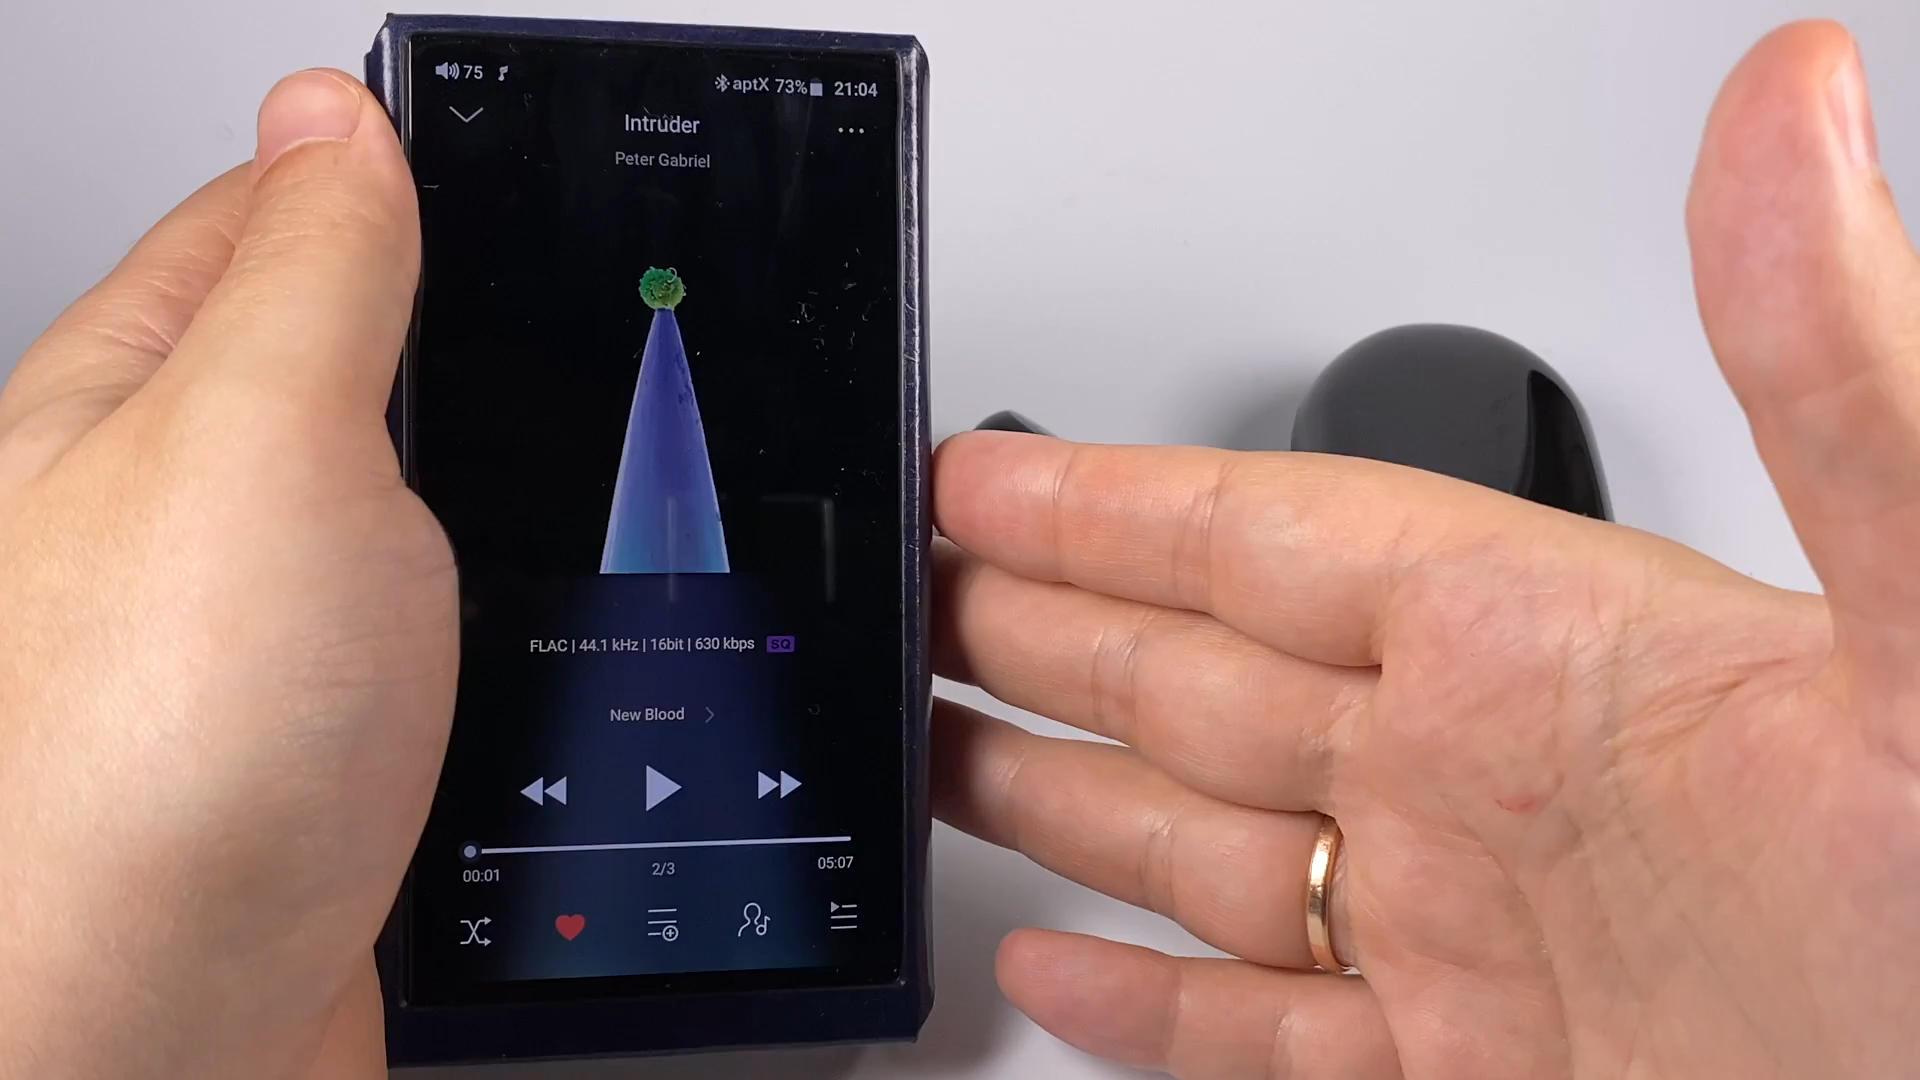 75
aptX 73% 21:04
Intruder
Peter Gabriel
FLAC | 44.1 kHz | 16bit | 630 kbps SQ
New Blood
00:01
2/3
05:07